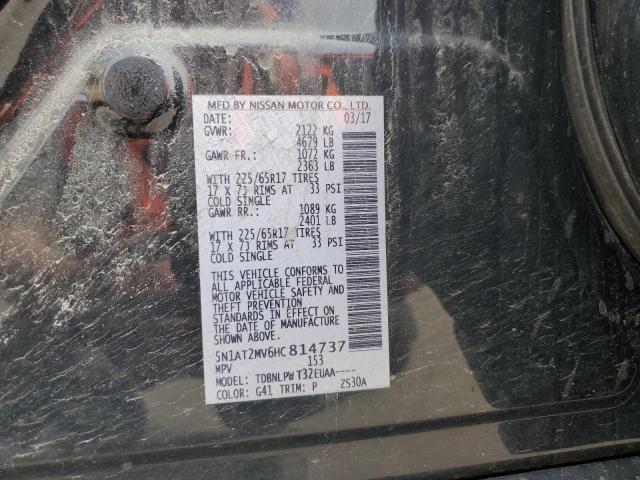 MFD BY NISSAN MOTOR CO., LTD.
DATE: 03/17
GVWR: 2122 KG
4679 LB
GAWR FR.: 1072 KG
2363 LB
WITH 225/65R17 TIRES
17 X 7J RIMS AT 33 PSI
COLD SINGLE
GAWR RR.: 1089 KG
2401 LB
WITH 225/65R17 TIRES
17 X 7J RIMS AT 33 PSI
COLD SINGLE
THIS VEHICLE CONFORMS TO
ALL APPLICABLE FEDERAL
MOTOR VEHICLE SAFETY AND
THEFT PREVENTION
STANDARDS IN EFFECT ON
THE DATE OF MANUFACTURE
SHOWN ABOVE.
5N1AT2MV6HC814737
MPV 153
MODEL: TDBNLPWT32EUAA----
COLOR: G41 TRIM: P ZS30A